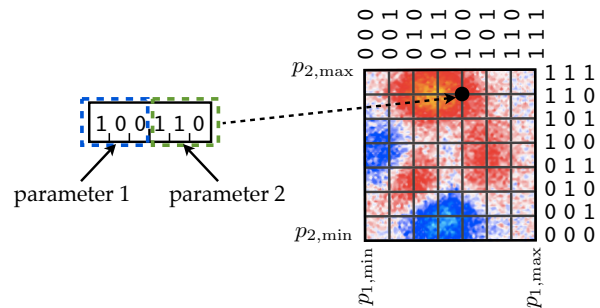 0 0 0
0 0 1
0 1 0
0 1 1
1 0 0
1 0 1
1 1 0
1 1 1
p2,max
1 1 1
1 1 0
1 0 1
1 0 0
0 1 1
0 1 0
0 0 1
0 0 0
1 0 0 1 1 0
parameter 1
parameter 2
p2,min
p1,min
p1,max